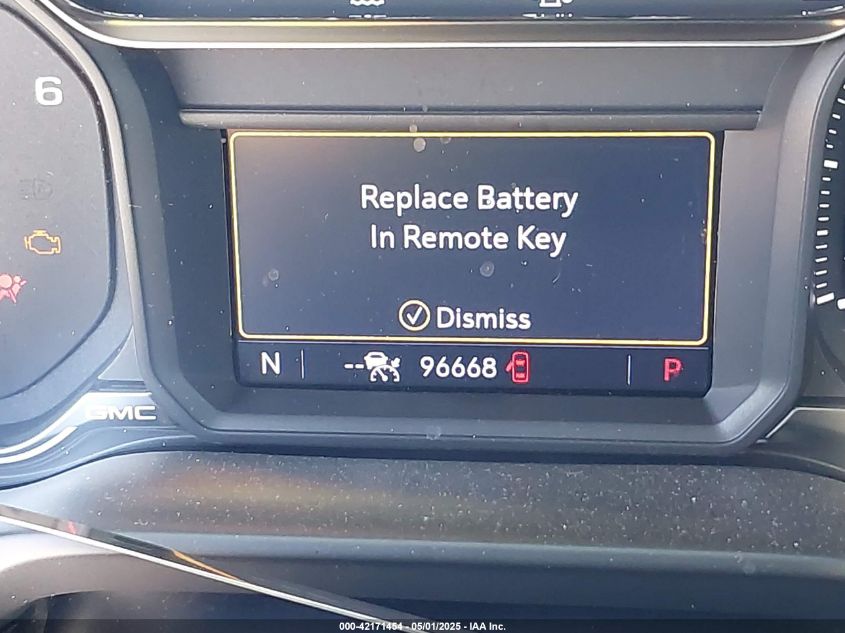 6
Replace Battery
In Remote Key
Dismiss
N
--
96668
P
GMC
000-42171454 - 05/01/2025 - IAA Inc.